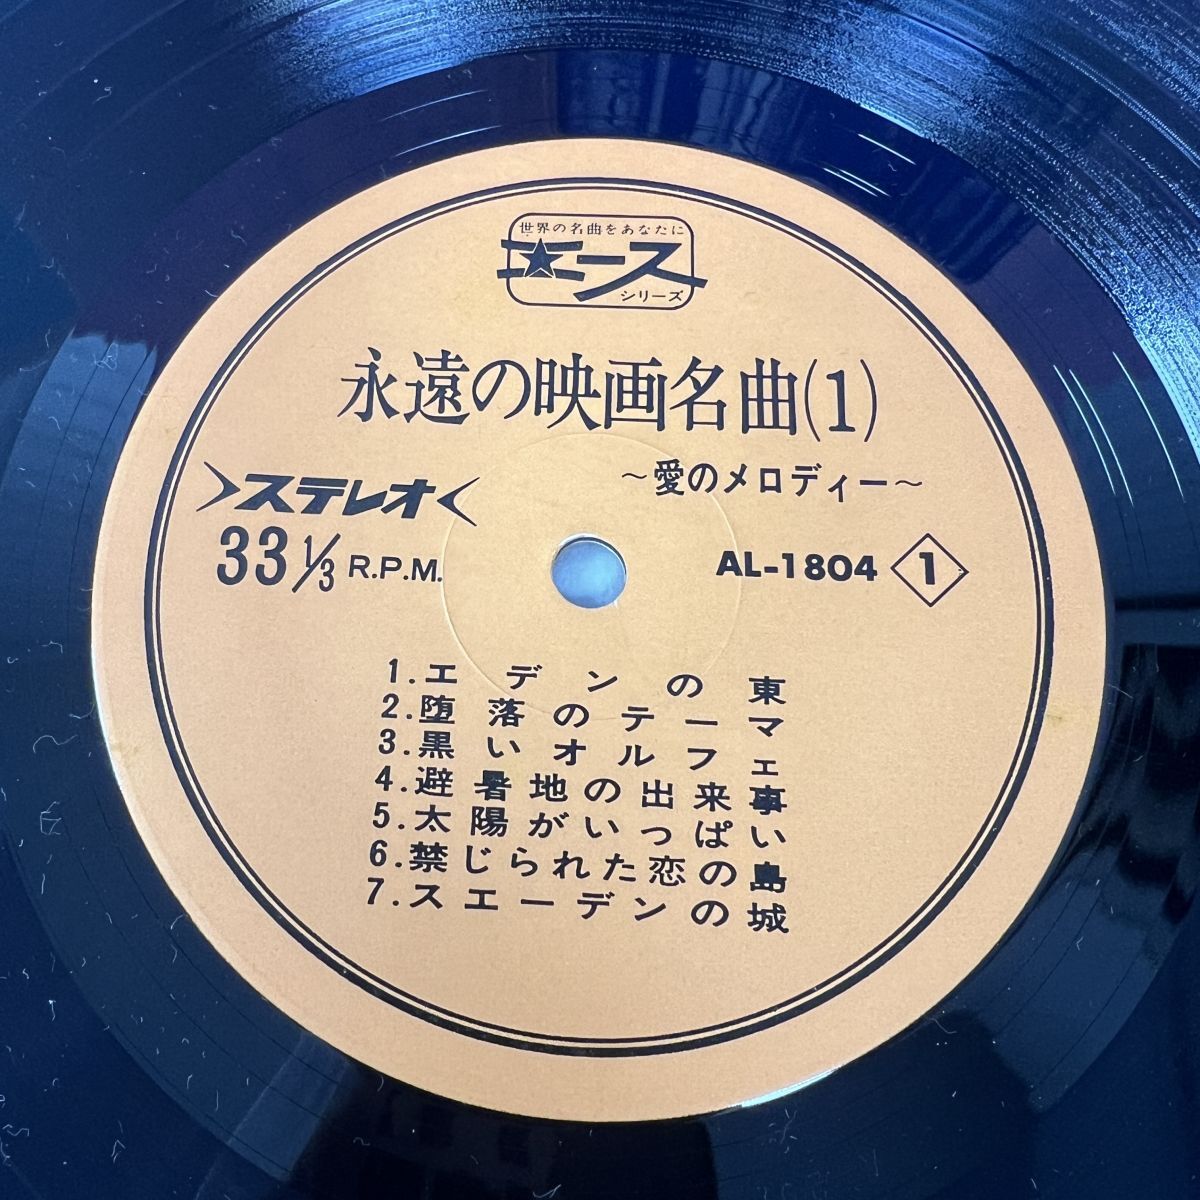 世界の名曲をあなたに
エース
シリーズ
永遠の映画名曲(1)
～愛のメロディー～
ステレオ
33 1/3 R.P.M.
AL-1804 1
1.エデンの東
2.堕落のテーマ
3.黒いオルフェ
4.避暑地の出来事
5.太陽がいっぱい
6.禁じられた恋の島
7.スエーデンの城